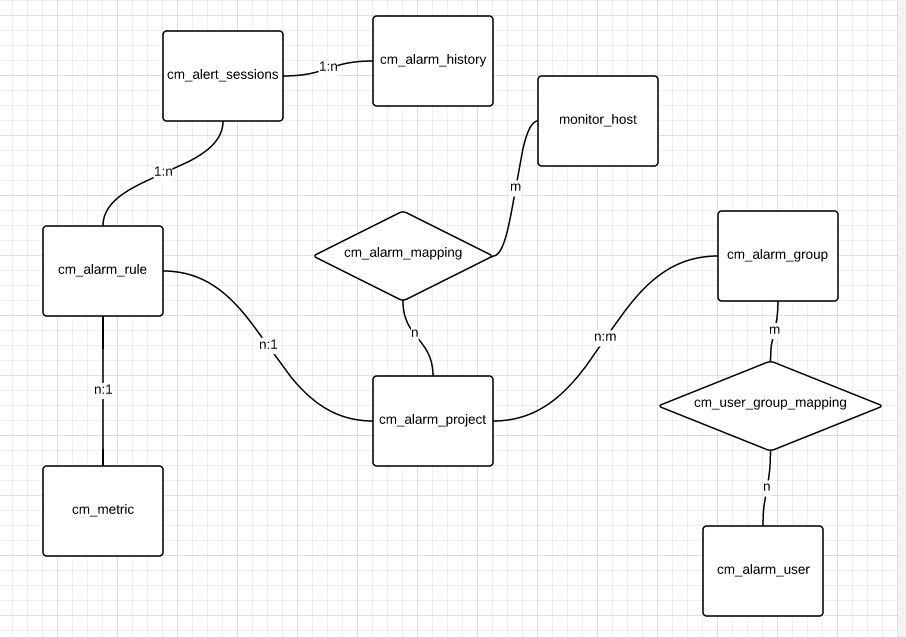 cm_alert_sessions
1:n
cm_alarm_history
monitor_host
1:n
m
cm_alarm_rule
cm_alarm_mapping
cm_alarm_group
n:1
n
n:m
m
n:1
cm_alarm_project
cm_user_group_mapping
cm_metric
n
cm_alarm_user